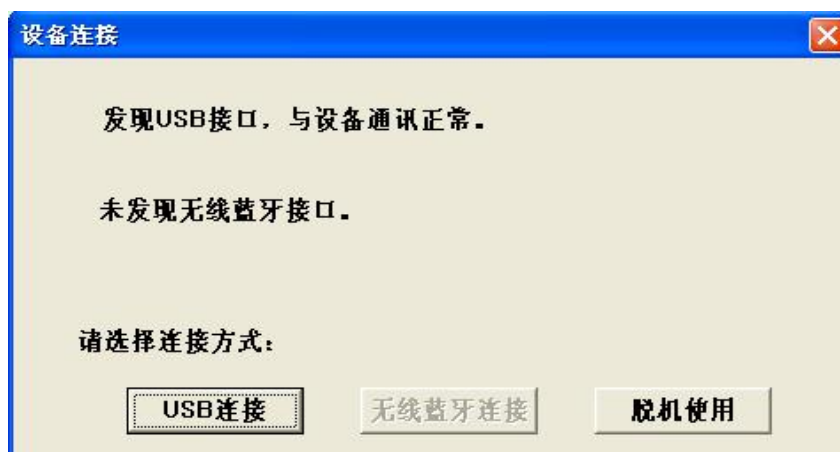 设备连接
发现USB接口，与设备通讯正常。
未发现无线蓝牙接口。
请选择连接方式：
USB连接 无线蓝牙连接 脱机使用